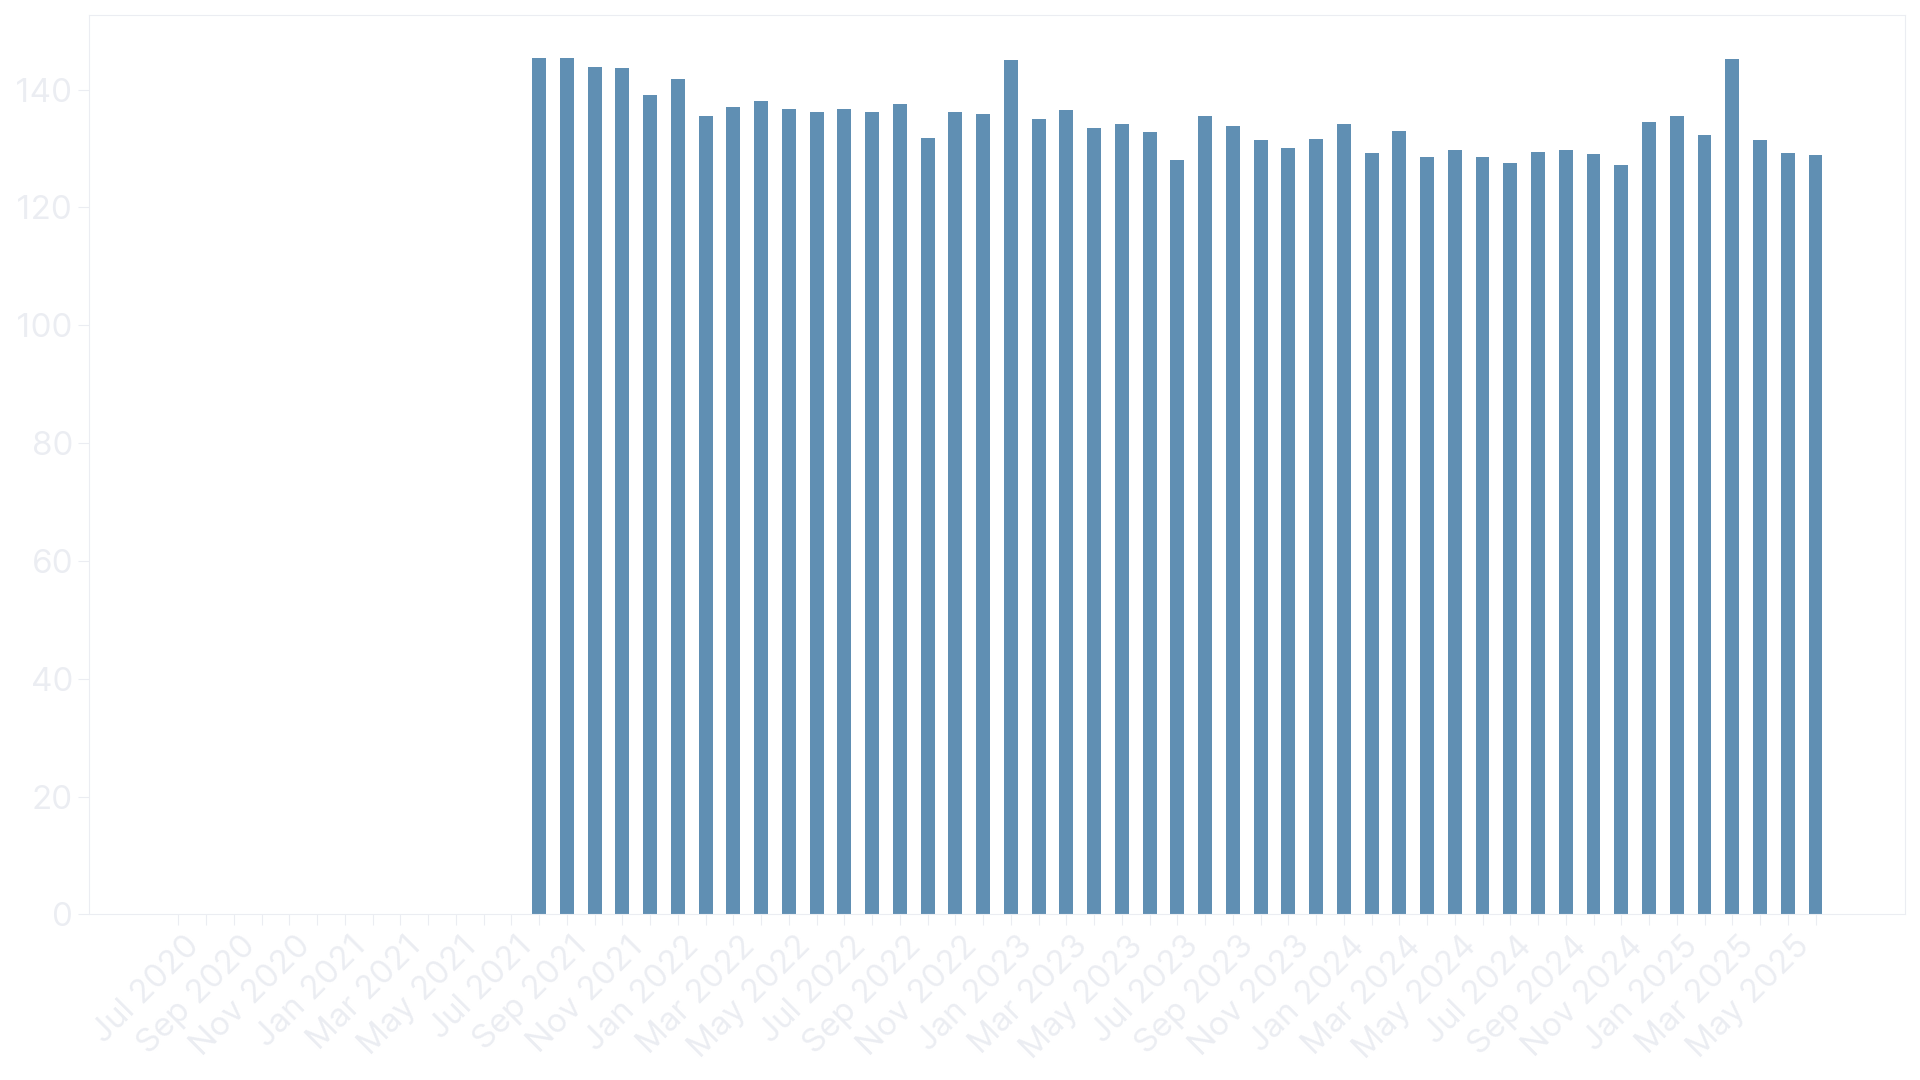 140
120
100
80
60
40
20
0
Jul 2020
Sep 2020
Nov 2020
Jan 2021
Mar 2021
May 2021
Jul 2021
Sep 2021
Nov 2021
Jan 2022
Mar 2022
May 2022
Jul 2022
Sep 2022
Nov 2022
Jan 2023
Mar 2023
May 2023
Jul 2023
Sep 2023
Nov 2023
Jan 2024
Mar 2024
May 2024
Jul 2024
Sep 2024
Nov 2024
Jan 2025
Mar 2025
May 2025